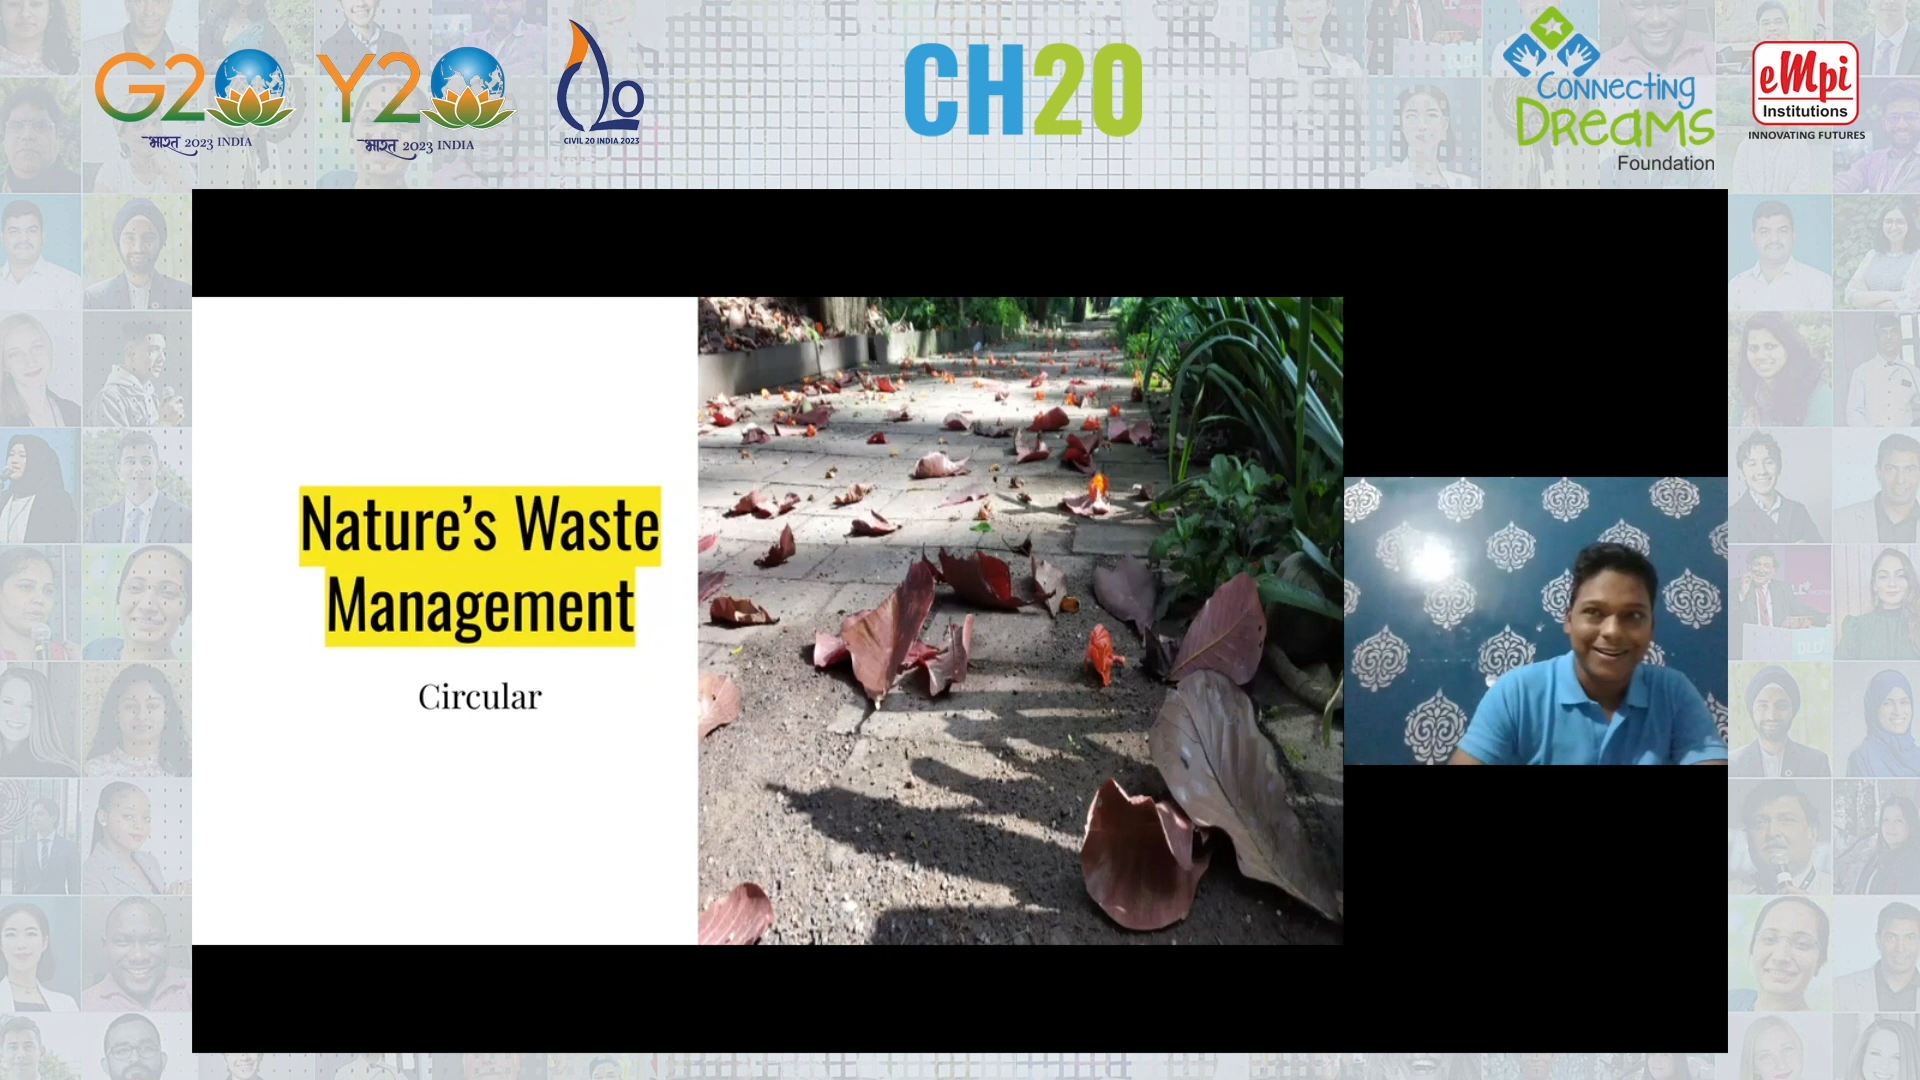 G20
भारत 2023 INDIA
Y20
भारत 2023 INDIA
C20
CIVIL 20 INDIA 2023
CH20
Connecting
Dreams
Foundation
eMpi
Institutions
INNOVATING FUTURES
Nature’s Waste
Management
Circular